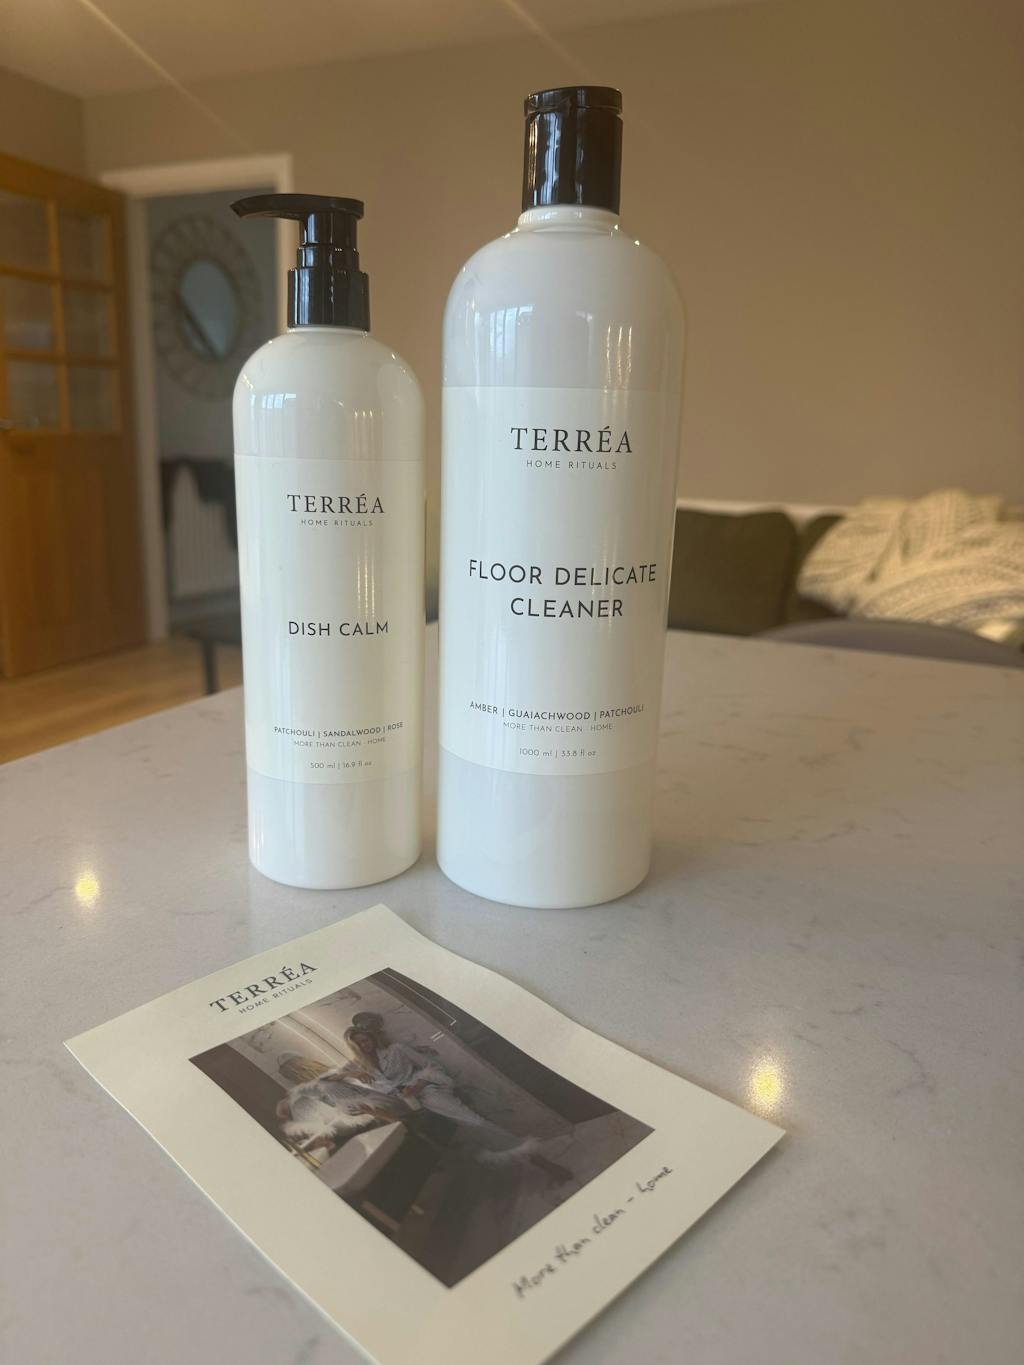 TERRÉA
HOME RITUALS
DISH CALM
PATCHOULI | SANDALWOOD | ROSE
MORE THAN CLEAN - HOME
500 ml | 16.9 fl oz
TERRÉA
HOME RITUALS
FLOOR DELICATE
CLEANER
AMBER | GUAIACHWOOD | PATCHOULI
MORE THAN CLEAN - HOME
1000 ml | 33.8 fl oz
TERRÉA
HOME RITUALS
More than clean - home